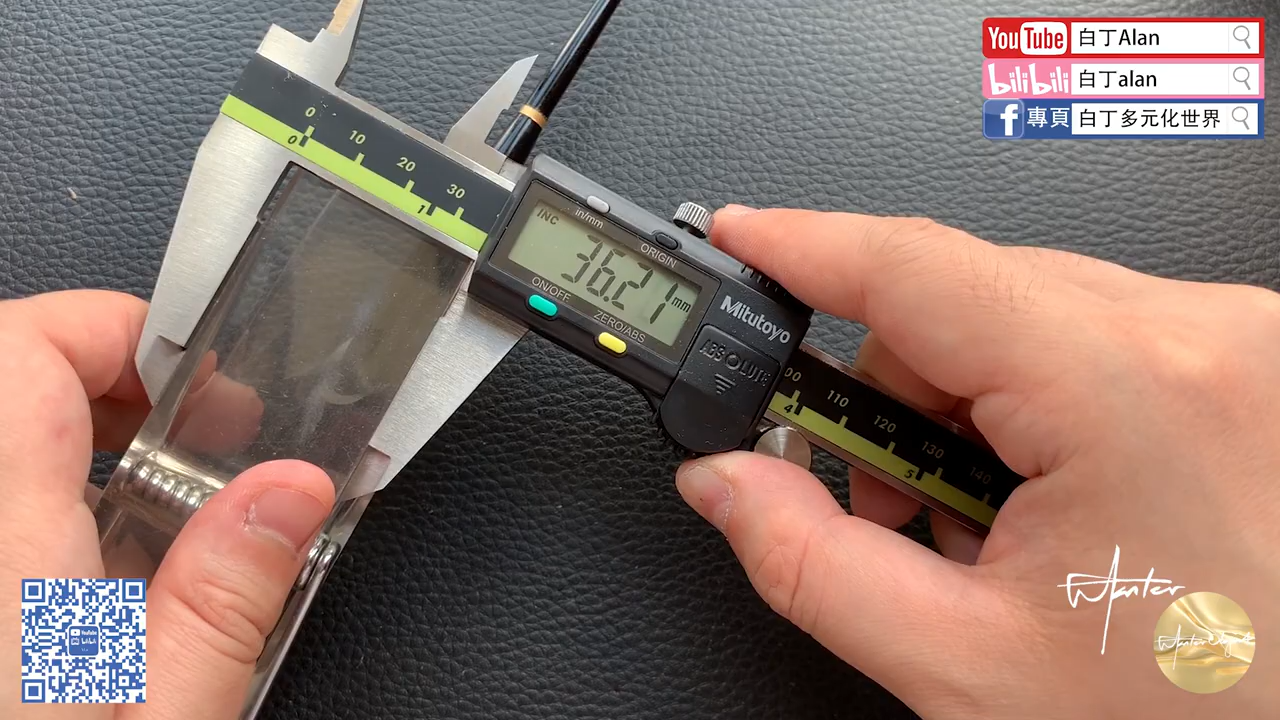 YouTube 白丁Alan
bilibili 白丁alan
f 專頁 白丁多元化世界
0 10 20 30
0 1
INC
in/mm
ORIGIN
36.21 mm
ON/OFF
ZERO/ABS
Mitutoyo
ABSOLUTE
00 110 120 130 140
4 5
YouTube